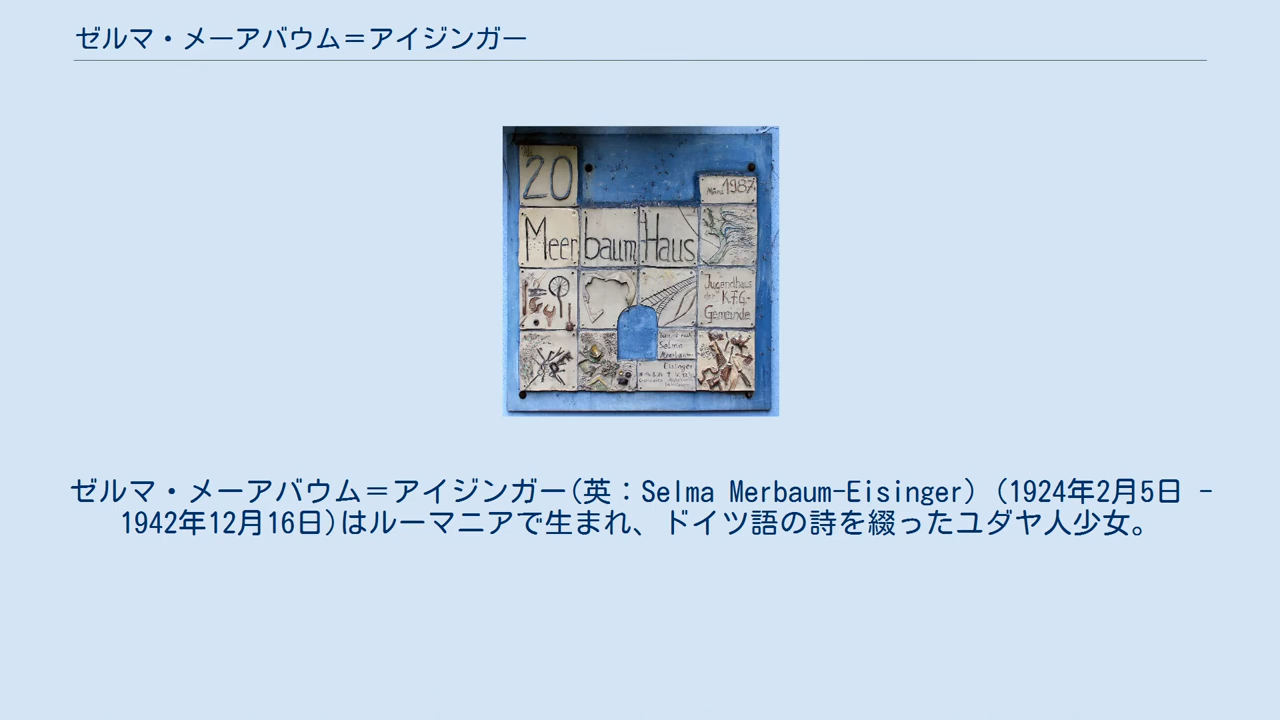 ゼルマ・メーアバウム＝アイジンガー
20
März 1987
Meerbaum Haus
Jugendhaus
der K.F.G.-
Gemeinde
Selma
Meerbaum-
Eisinger
ゼルマ・メーアバウム＝アイジンガー(英：Selma Merbaum-Eisinger) (1924年2月5日 -
1942年12月16日)はルーマニアで生まれ、ドイツ語の詩を綴ったユダヤ人少女。